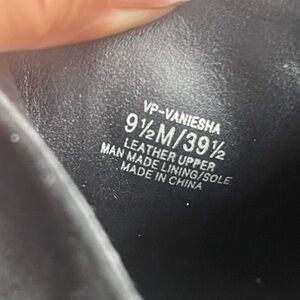 VP-VANIESHA
9½M/39½
LEATHER UPPER
MAN MADE LINING/SOLE
MADE IN CHINA